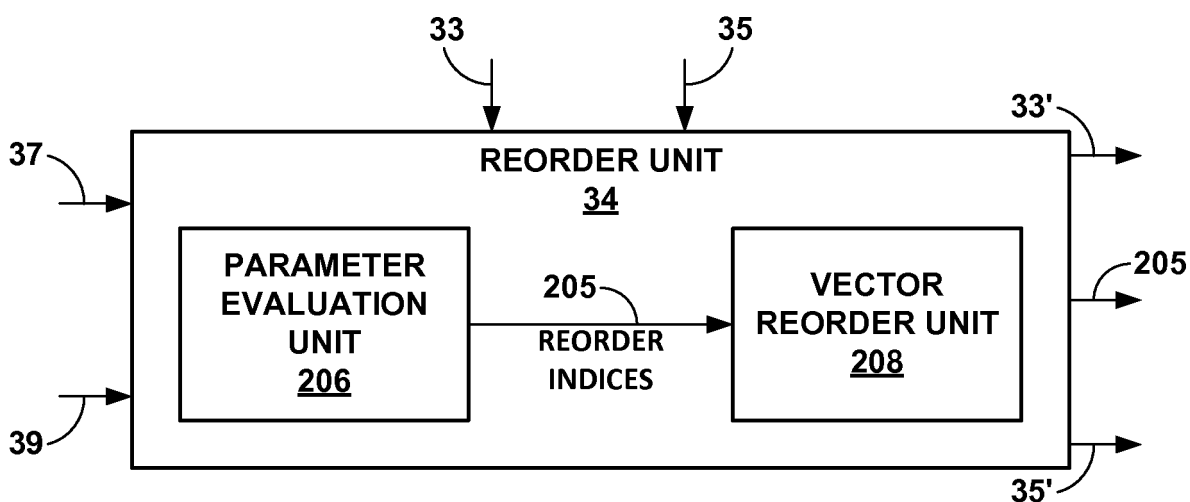 33
35
33'
37
REORDER UNIT
34
PARAMETER
EVALUATION
UNIT
206
205
REORDER
INDICES
VECTOR
REORDER UNIT
208
205
39
35'